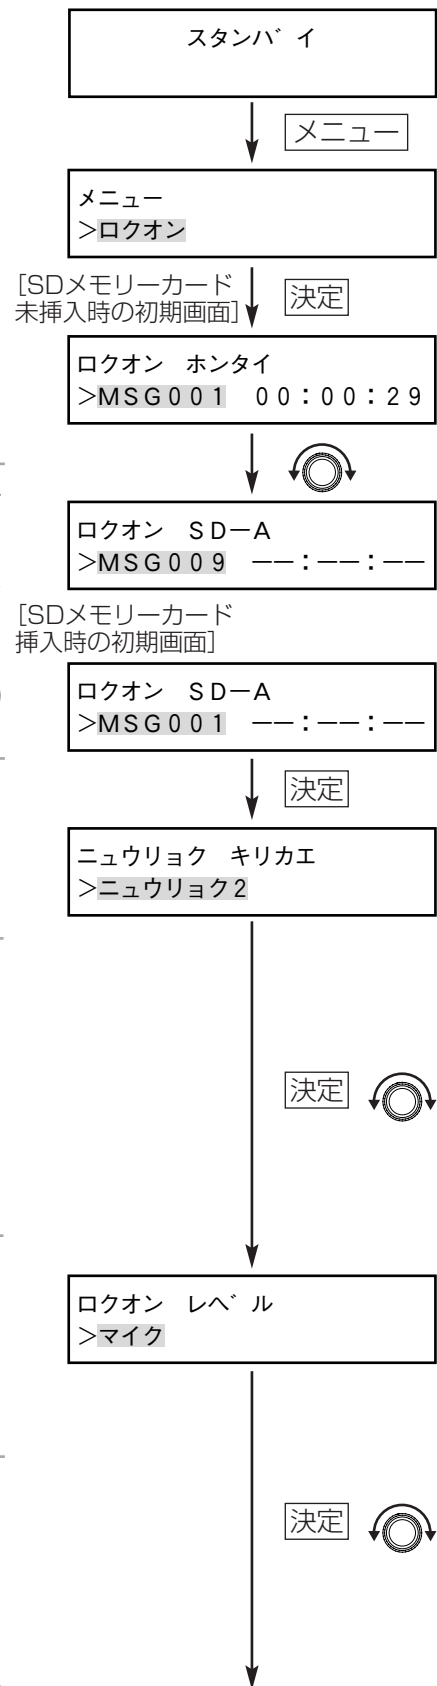 スタンバイ
メニュー
メニュー
>ロクオン
[SDメモリーカード
未挿入時の初期画面]
決定
ロクオン ホンタイ
>MSG001 00:00:29
ロクオン SD－A
>MSG009 −−:−−:−−
[SDメモリーカード
挿入時の初期画面]
ロクオン SD－A
>MSG001 −−:−−:−−
決定
ニュウリョク キリカエ
>ニュウリョク2
決定
ロクオン レベル
>マイク
決定